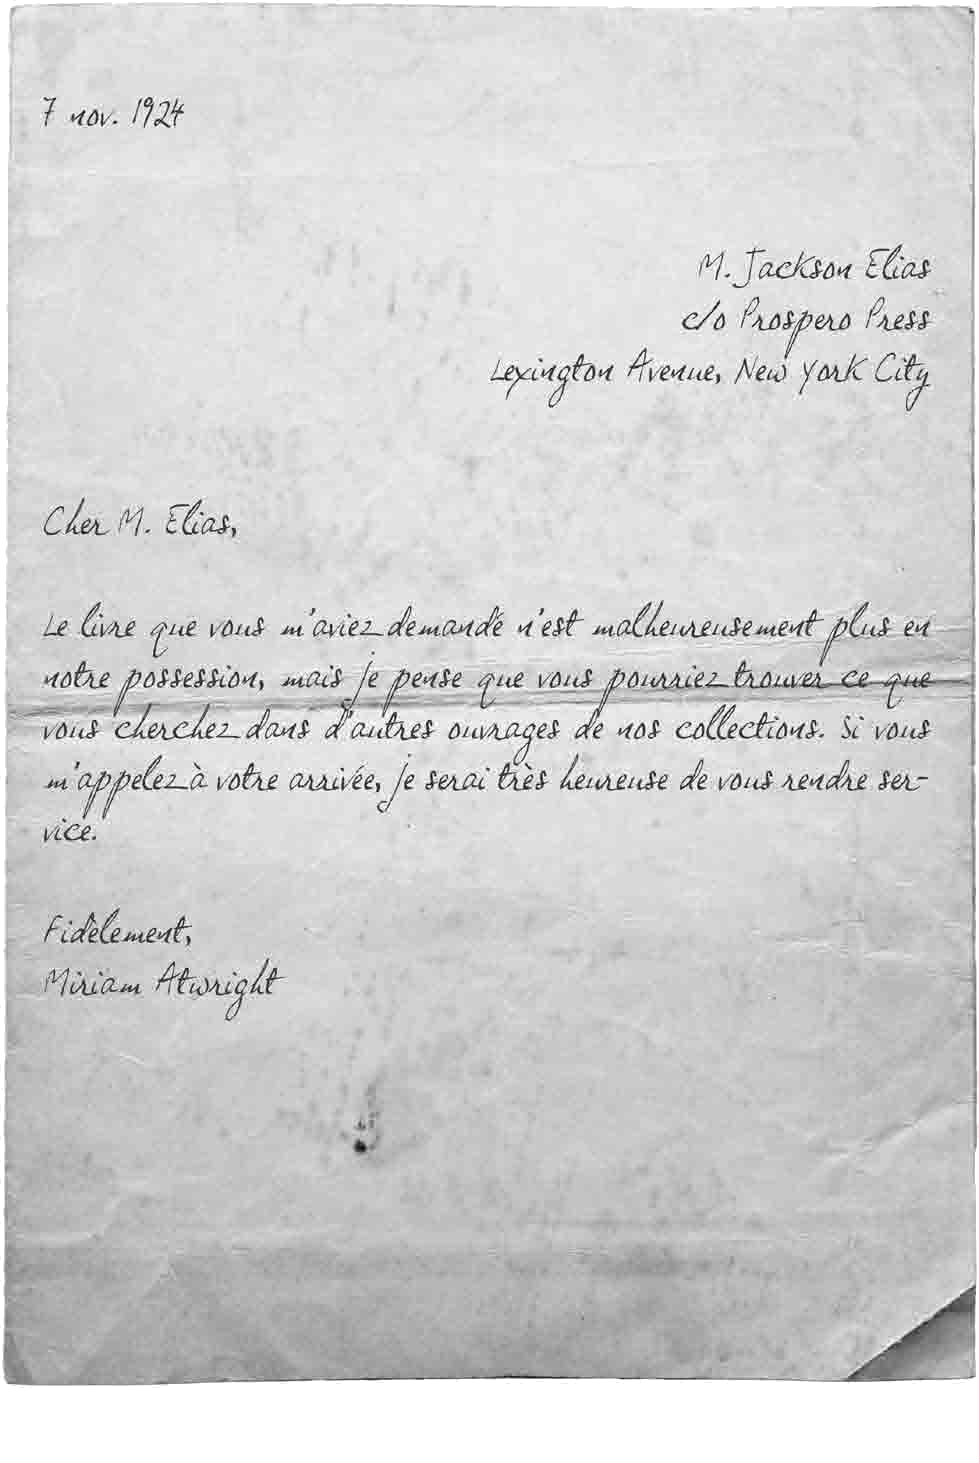 7 nov. 1924
M. Jackson Elias
c/o Prospero Press
Lexington Avenue, New York City
Cher M. Elias,
Le livre que vous m'aviez demandé n'est malheureusement plus en
notre possession, mais je pense que vous pourriez trouver ce que
vous cherchez dans d'autres ouvrages de nos collections. Si vous
m'appelez à votre arrivée, je serai très heureuse de vous rendre ser-
vice.
Fidèlement,
Miriam Atwright